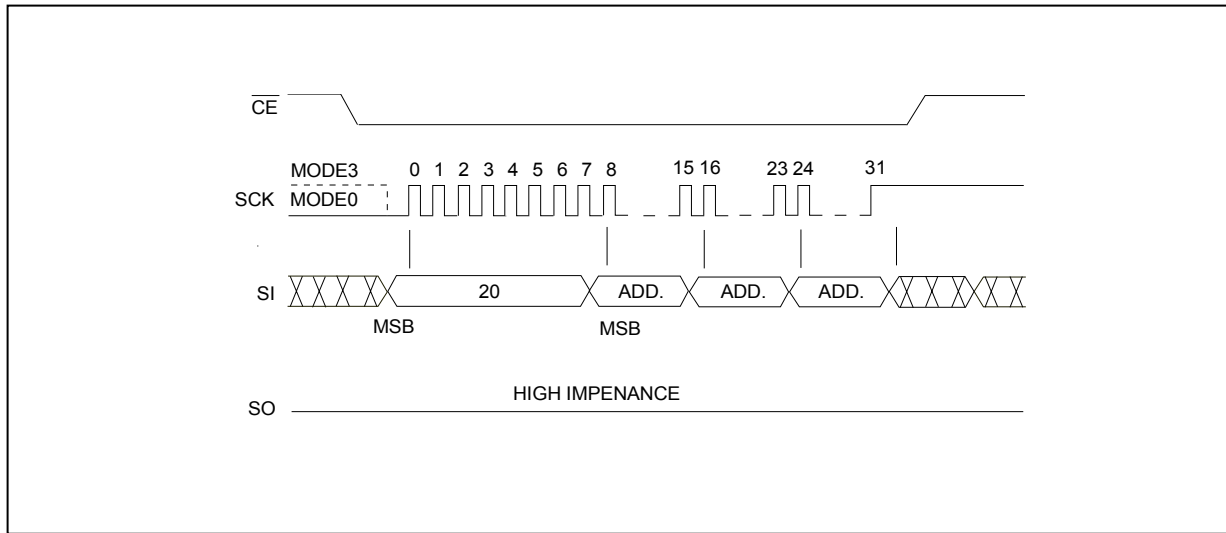 CE
MODE3
0 1 2 3 4 5 6 7 8 15 16 23 24 31
SCK
MODE0
SI
20
ADD.
ADD.
ADD.
MSB
MSB
HIGH IMPENANCE
SO